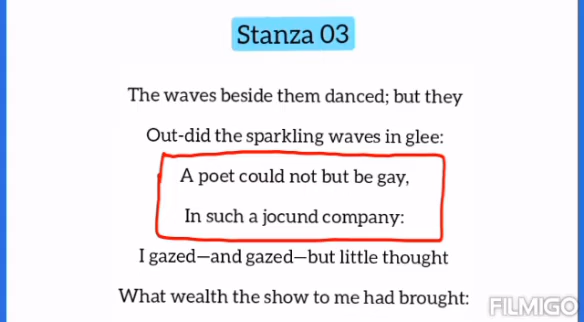 Stanza 03
The waves beside them danced; but they
Out-did the sparkling waves in glee:
A poet could not but be gay,
In such a jocund company:
I gazed—and gazed—but little thought
What wealth the show to me had brought:
FILMIGO